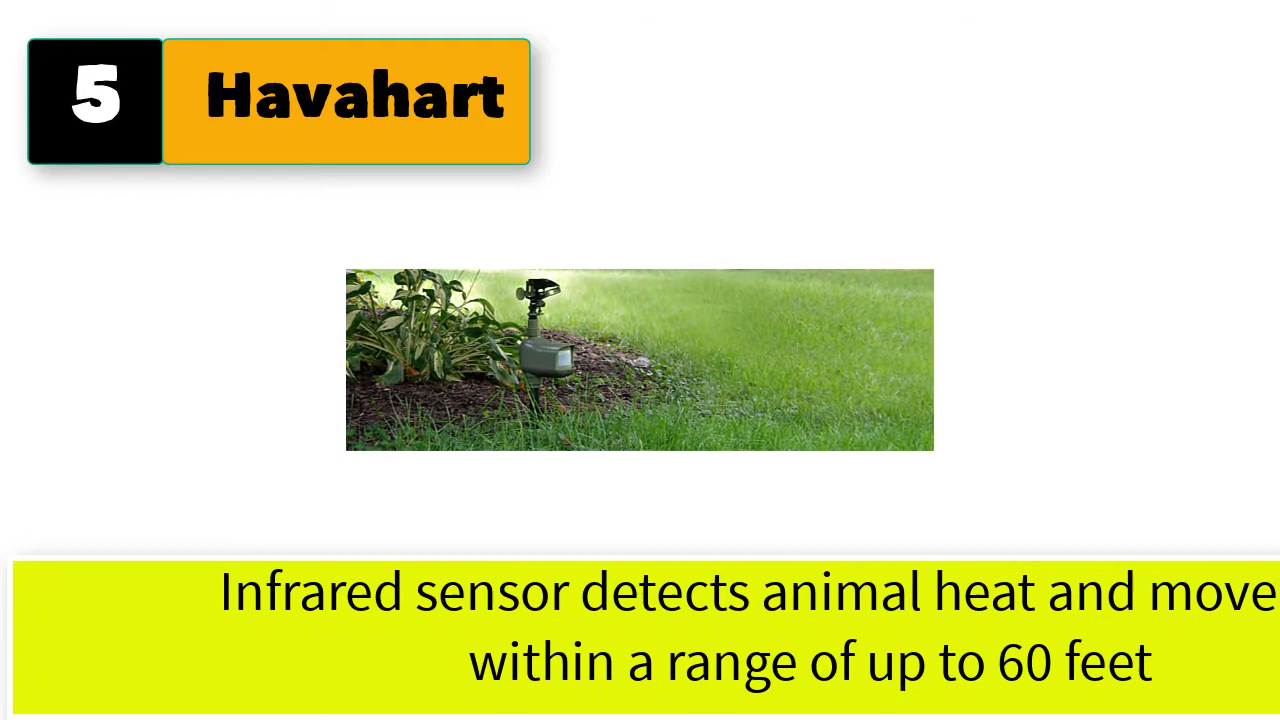 5 Havahart
Infrared sensor detects animal heat and move
within a range of up to 60 feet